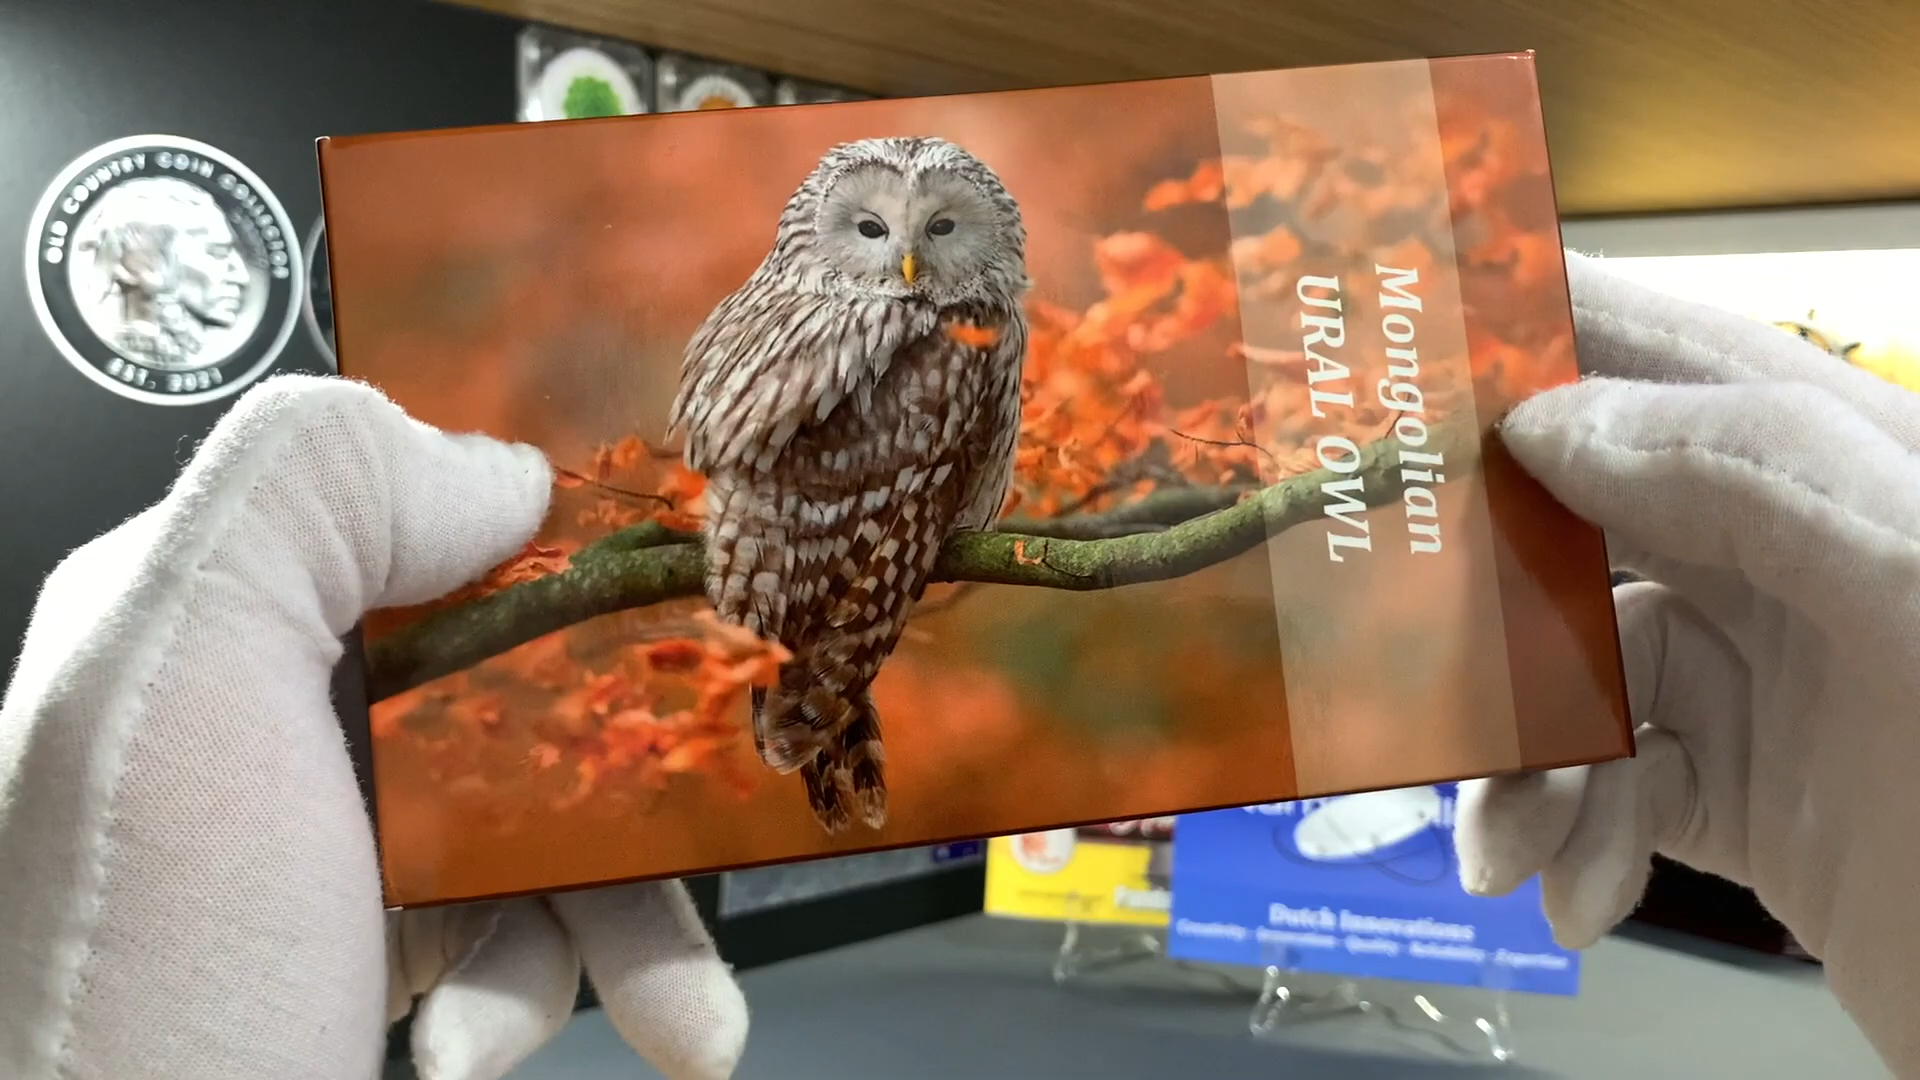 OLD COUNTRY COIN COLLECTOR
EST. 2021
Mongolian
URAL OWL
Dutch Innovations
Creativity - Innovation - Quality - Reliability - Expertise